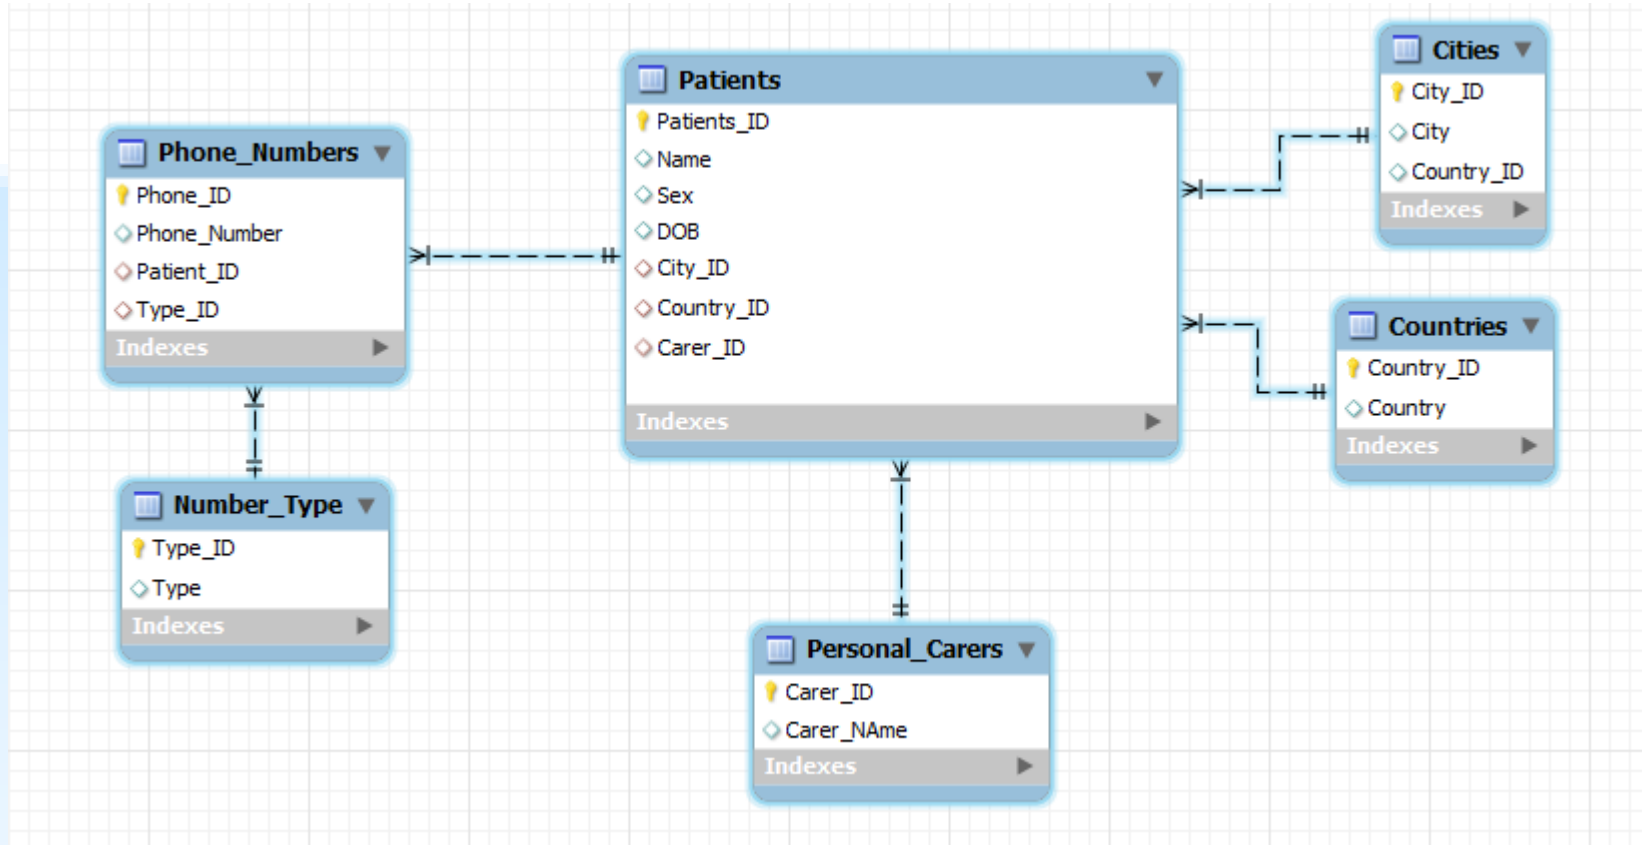 Phone_Numbers
Phone_ID
Phone_Number
Patient_ID
Type_ID
Indexes
Number_Type
Type_ID
Type
Indexes
Patients
Patients_ID
Name
Sex
DOB
City_ID
Country_ID
Carer_ID
Indexes
Personal_Carers
Carer_ID
Carer_NAme
Indexes
Cities
City_ID
City
Country_ID
Indexes
Countries
Country_ID
Country
Indexes